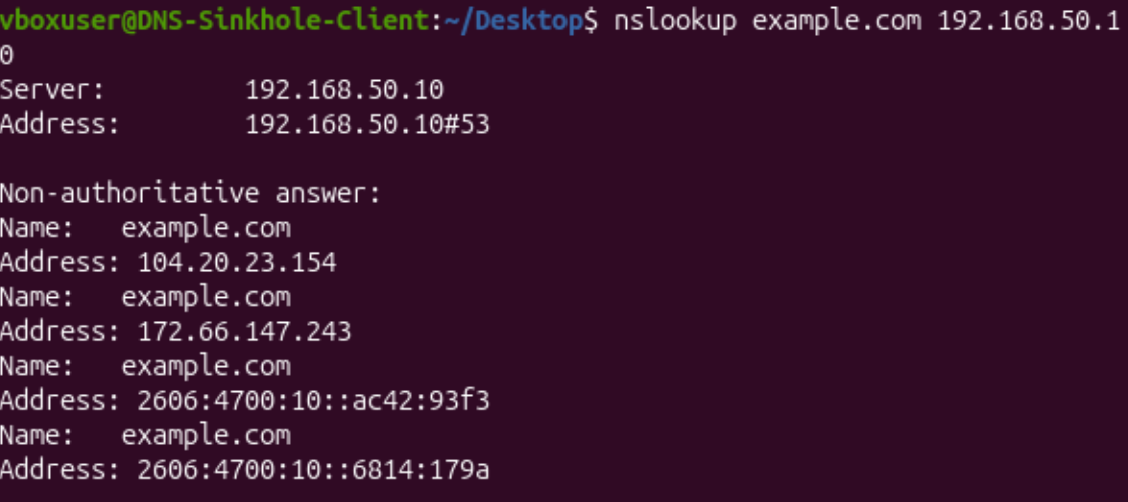 vboxuser@DNS-Sinkhole-Client:~/Desktop$ nslookup example.com 192.168.50.1
0
Server:         192.168.50.10
Address:        192.168.50.10#53

Non-authoritative answer:
Name:   example.com
Address: 104.20.23.154
Name:   example.com
Address: 172.66.147.243
Name:   example.com
Address: 2606:4700:10::ac42:93f3
Name:   example.com
Address: 2606:4700:10::6814:179a